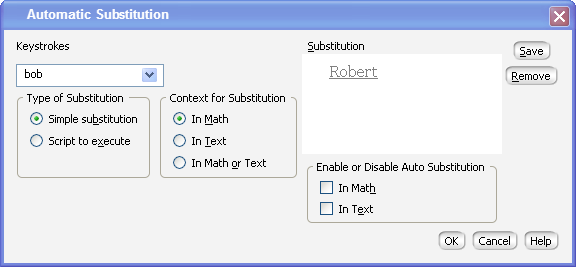 Automatic Substitution
Keystrokes
bob
Type of Substitution
Simple substitution
Script to execute
Context for Substitution
In Math
In Text
In Math or Text
Substitution
Robert
Save
Remove
Enable or Disable Auto Substitution
In Math
In Text
OK
Cancel
Help